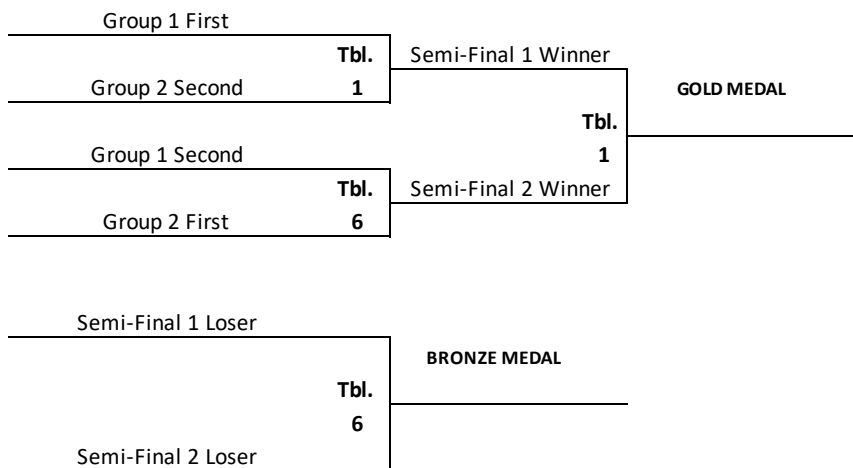 Group 1 First
Tbl. Semi-Final 1 Winner
Group 2 Second 1 GOLD MEDAL
Tbl.
Group 1 Second 1
Tbl. Semi-Final 2 Winner
Group 2 First 6
Semi-Final 1 Loser
BRONZE MEDAL
Tbl.
6
Semi-Final 2 Loser